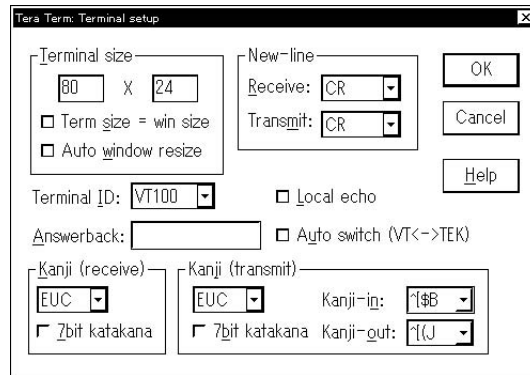 Tera Term: Terminal setup
Terminal size
80 X 24
Term size = win size
Auto window resize
New-line
Receive: CR
Transmit: CR
OK
Cancel
Help
Terminal ID: VT100
Local echo
Answerback:
Auto switch (VT<->TEK)
Kanji (receive)
EUC
7bit katakana
Kanji (transmit)
EUC
7bit katakana
Kanji-in: ^[$B
Kanji-out: ^[(J